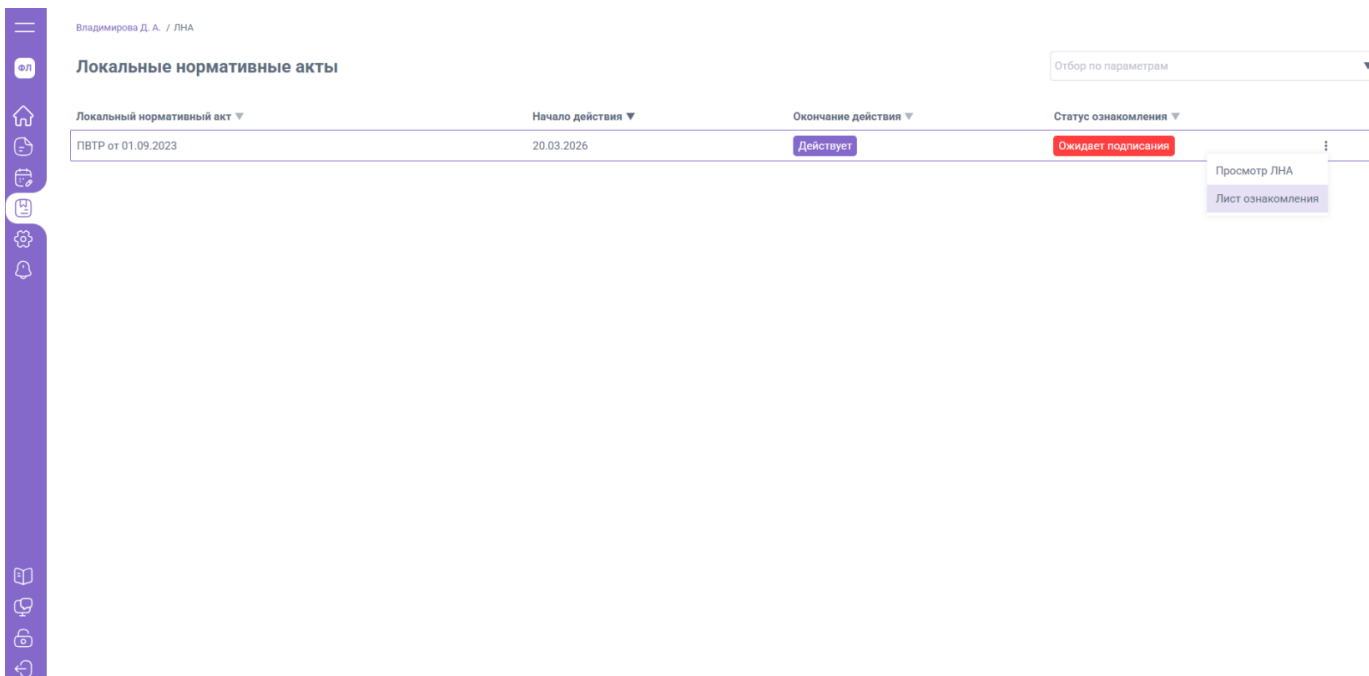 Владимирова Д. А. / ЛНА
ФЛ
Локальные нормативные акты
Отбор по параметрам
Локальный нормативный акт Начало действия Окончание действия Статус ознакомления
ПВТР от 01.09.2023 20.03.2026 Действует Ожидает подписания
Просмотр ЛНА
Лист ознакомления